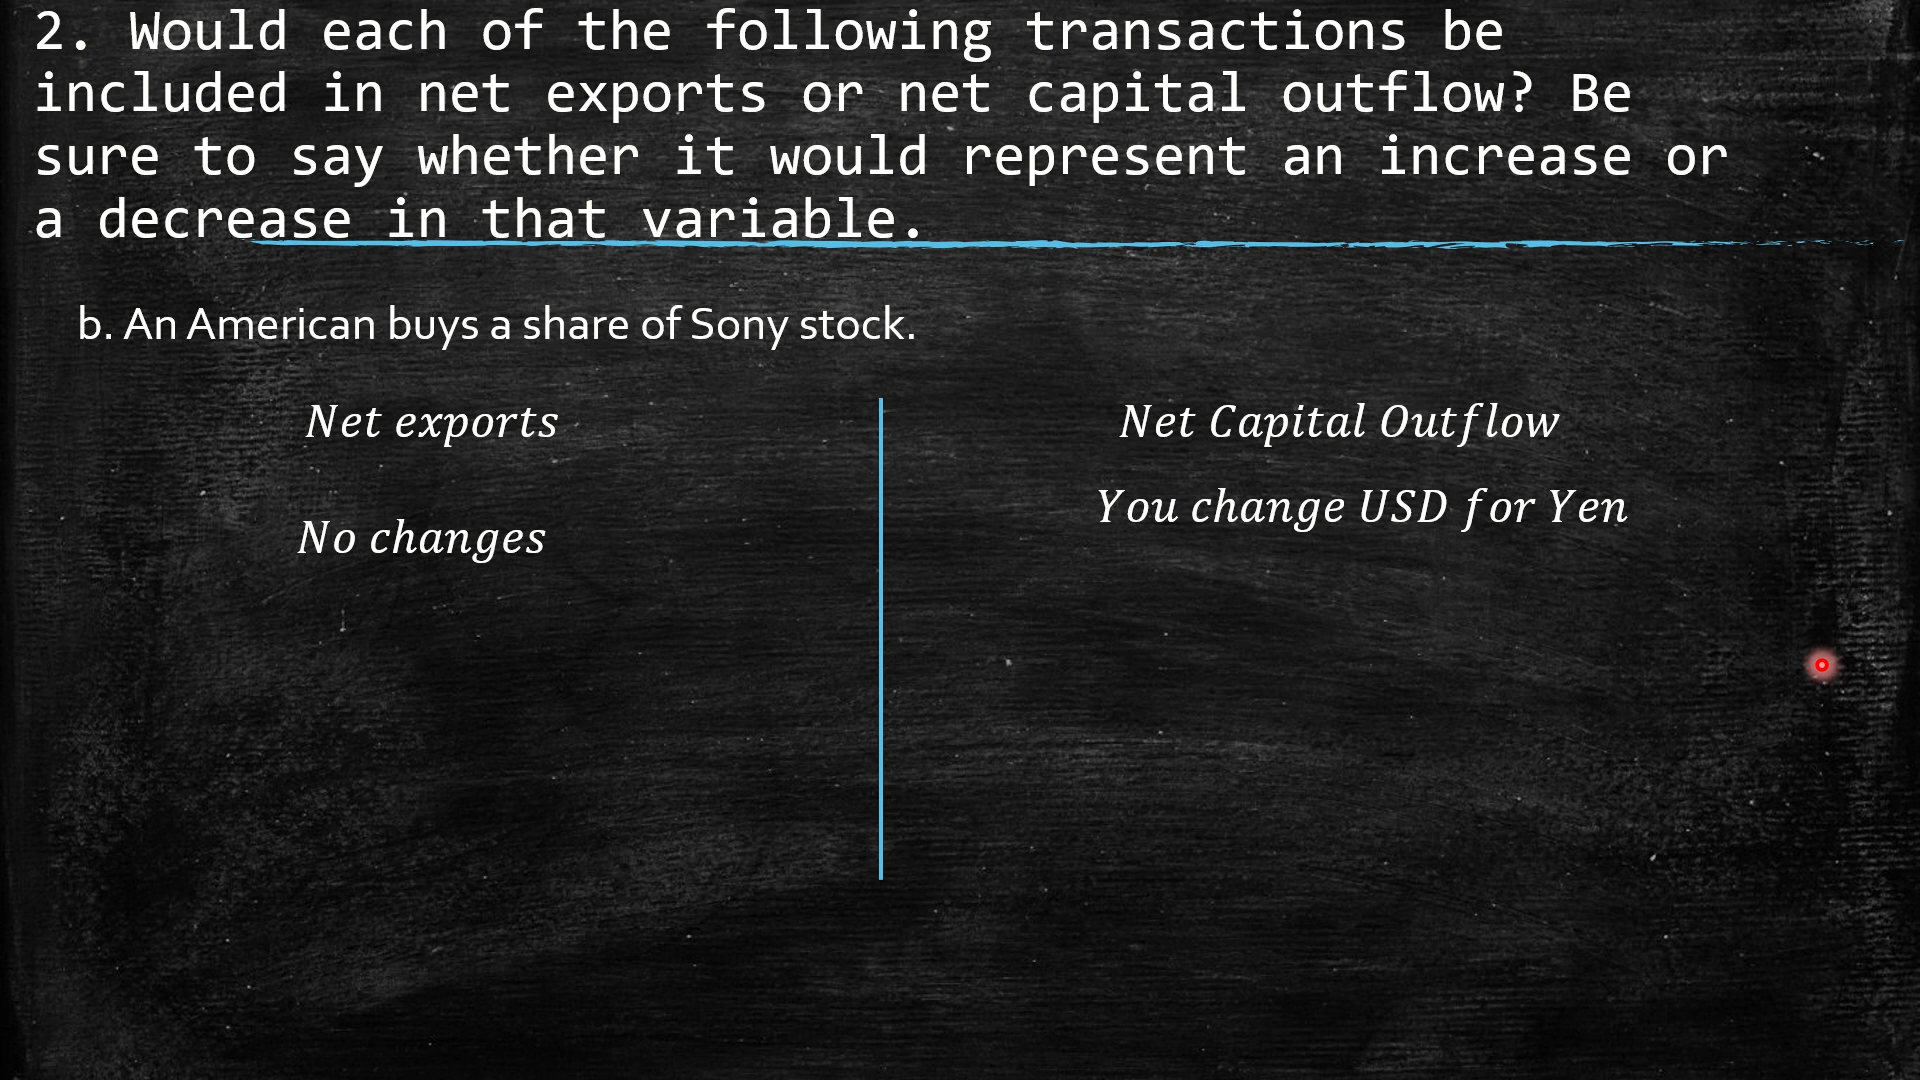 2. Would each of the following transactions be
included in net exports or net capital outflow? Be
sure to say whether it would represent an increase or
a decrease in that variable.
b. An American buys a share of Sony stock.
Net exports
No changes
Net Capital Outflow
You change USD for Yen